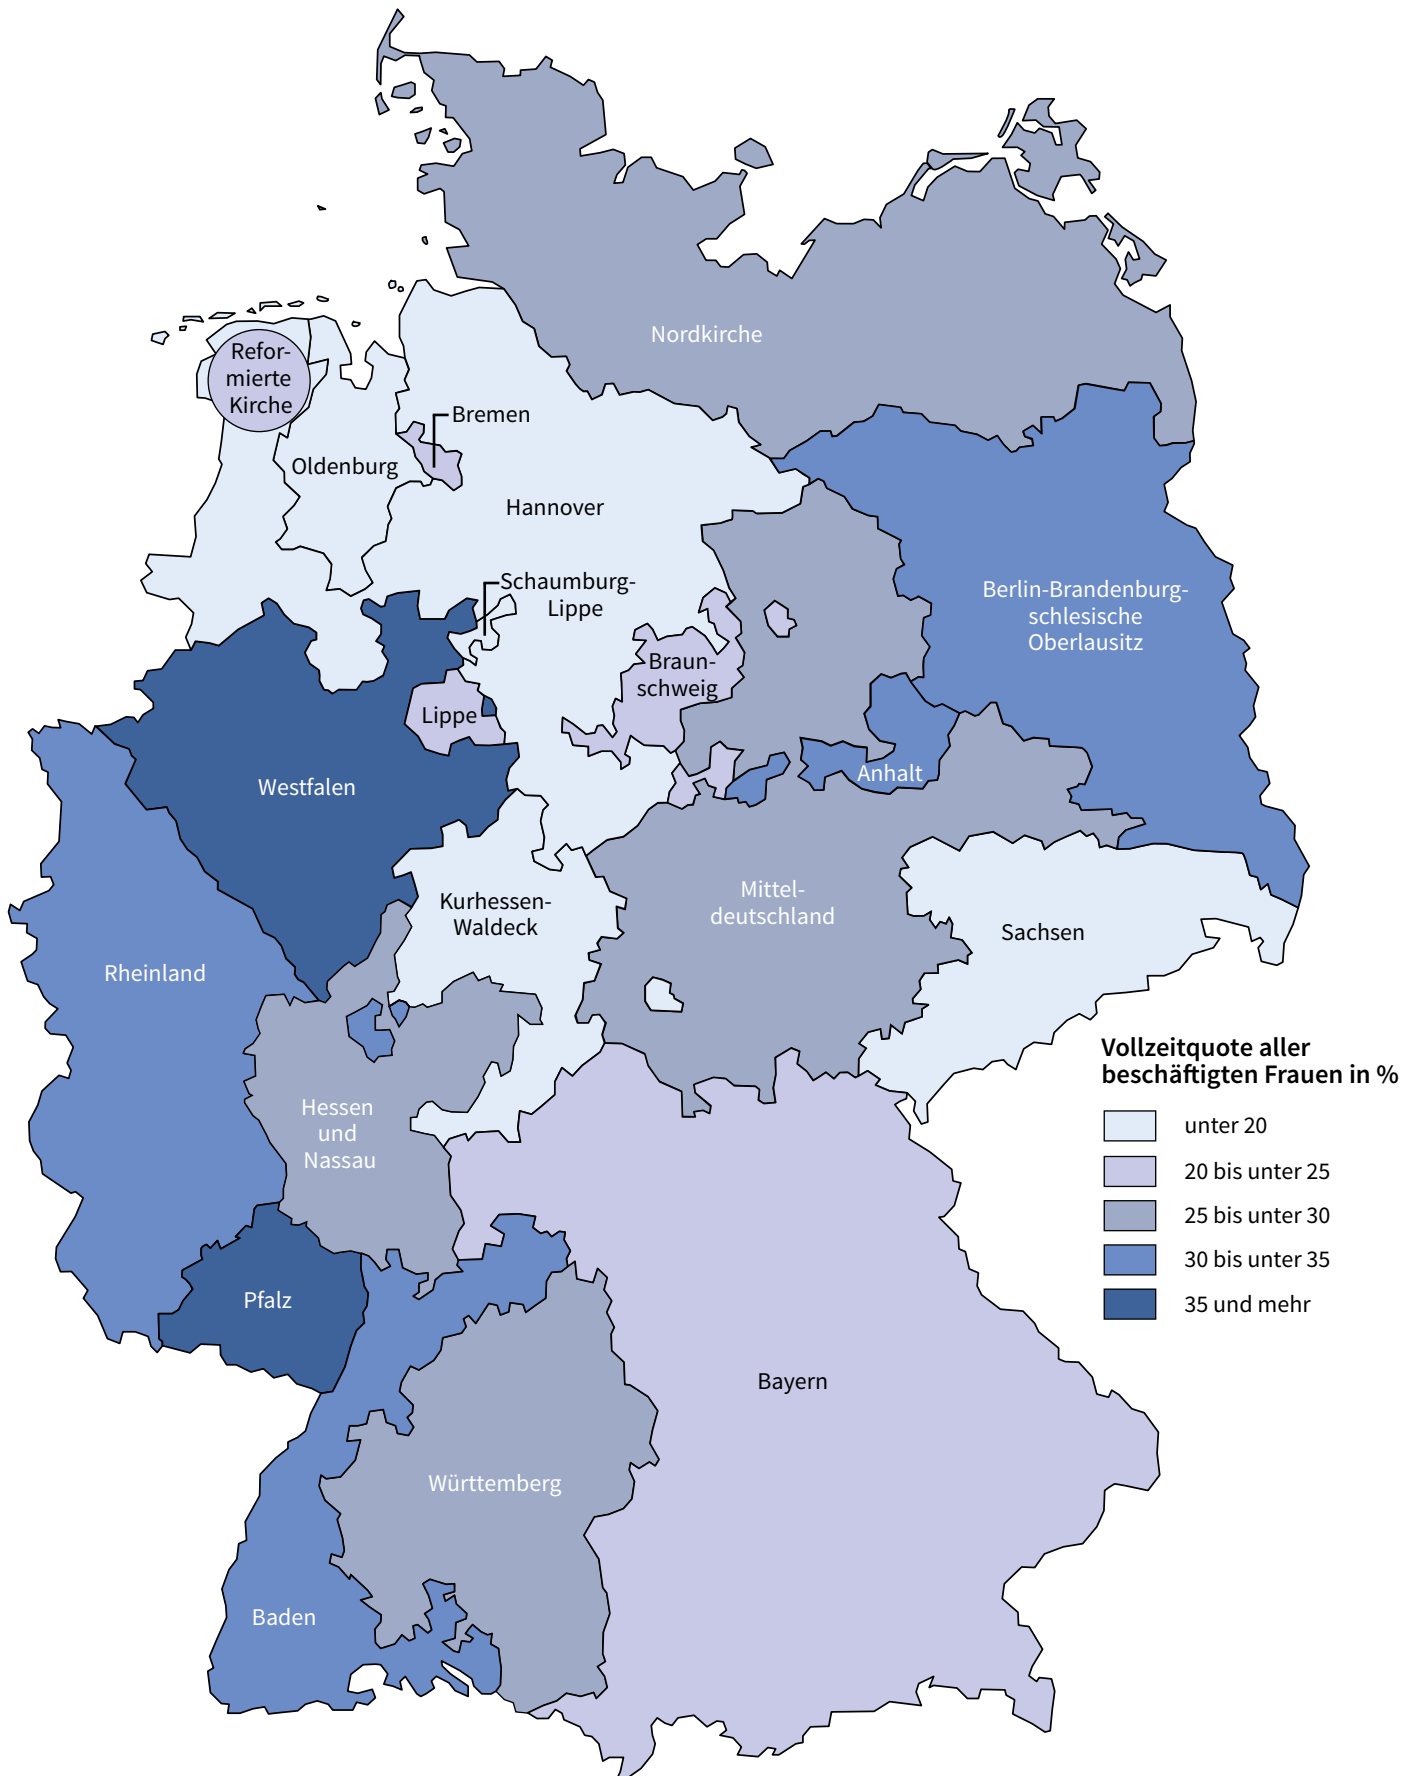 Nordkirche
Refor-
mierte
Kirche
Bremen
Oldenburg
Hannover
Schaumburg-
Lippe
Berlin-Brandenburg-
schlesische
Oberlausitz
Braun-
schweig
Lippe
Westfalen
Anhalt
Kurhessen-
Waldeck
Mittel-
deutschland
Sachsen
Rheinland
Hessen
und
Nassau
Pfalz
Bayern
Württemberg
Baden
Vollzeitquote aller
beschäftigten Frauen in %
unter 20
20 bis unter 25
25 bis unter 30
30 bis unter 35
35 und mehr